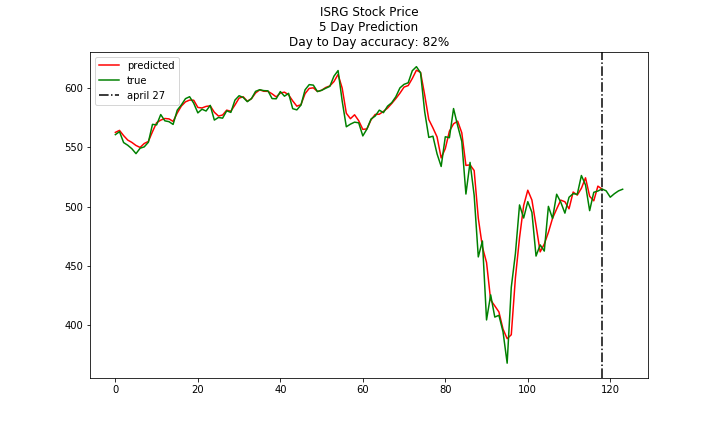 ISRG Stock Price
5 Day Prediction
Day to Day accuracy: 82%
predicted
true
april 27
600
550
500
450
400
0 20 40 60 80 100 120